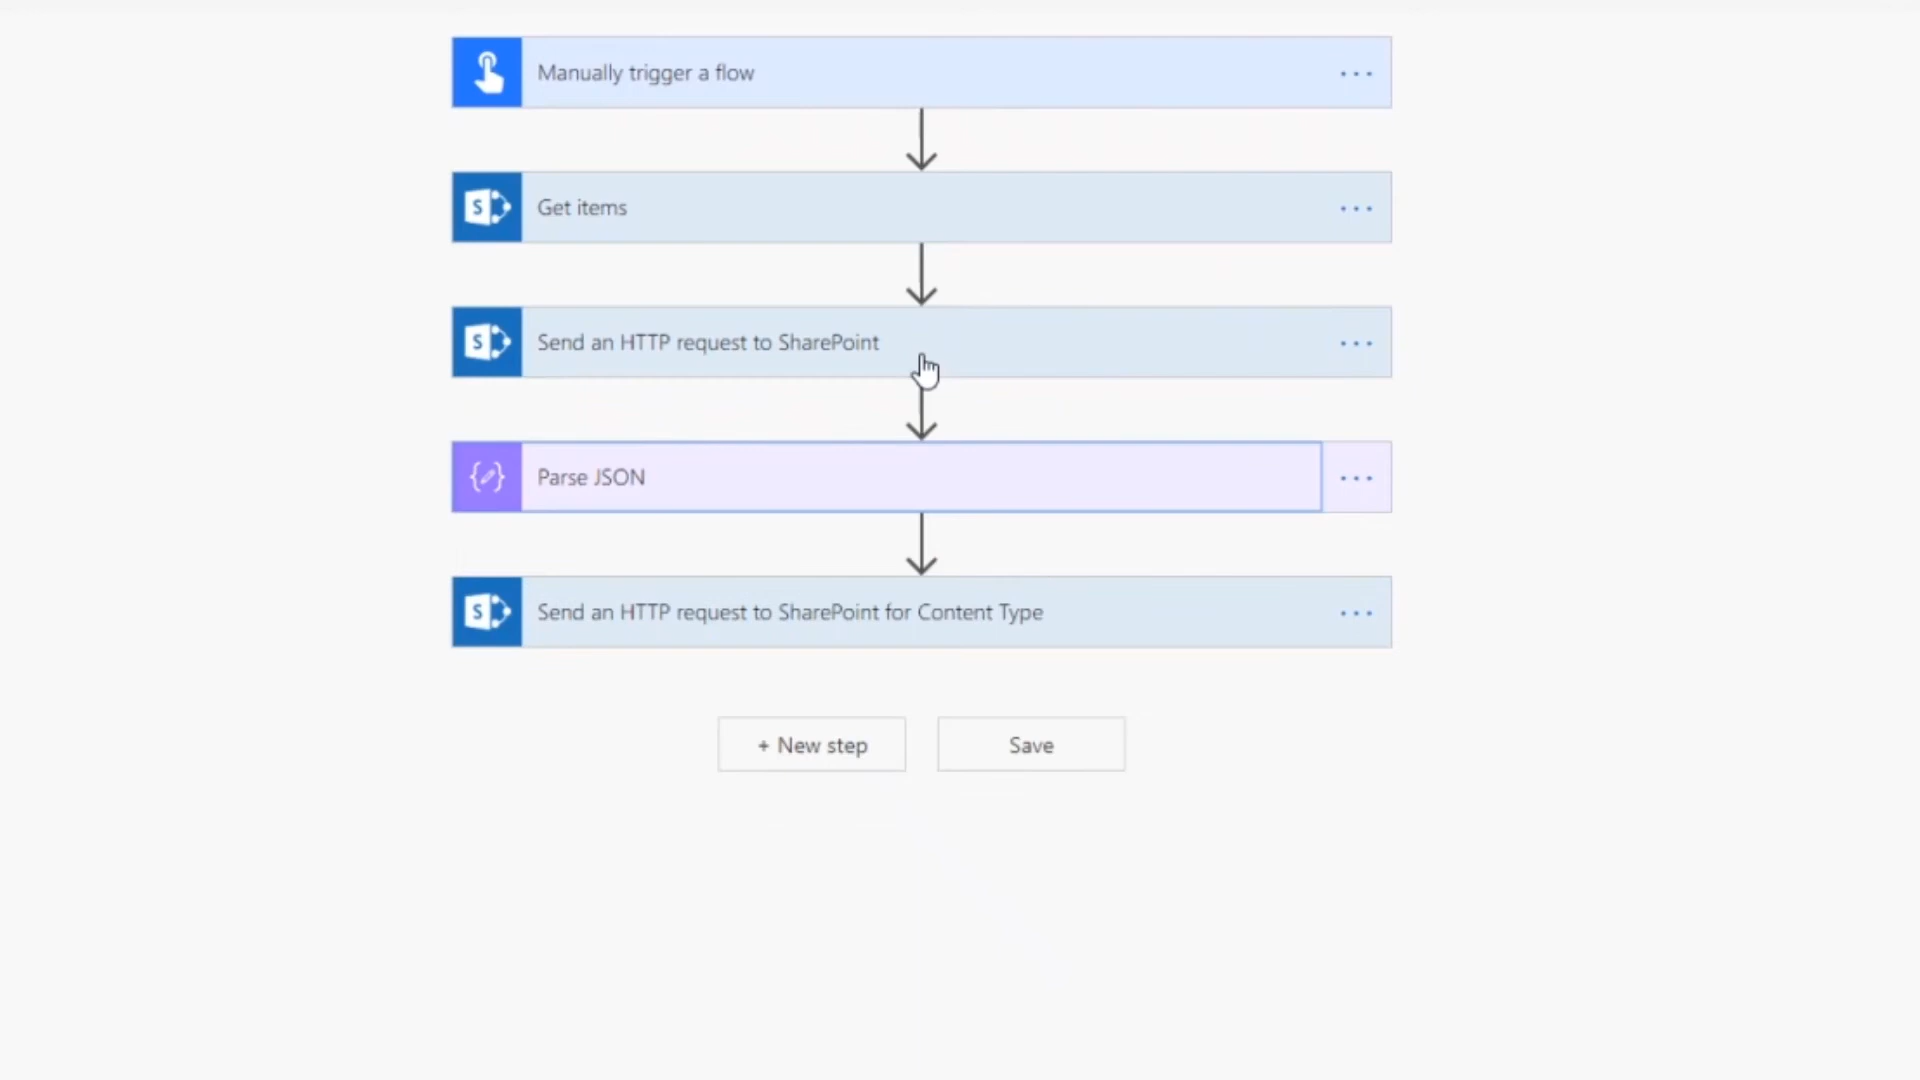 Manually trigger a flow
...
S
Get items
...
S
Send an HTTP request to SharePoint
...
Parse JSON
...
S
Send an HTTP request to SharePoint for Content Type
...
+ New step
Save